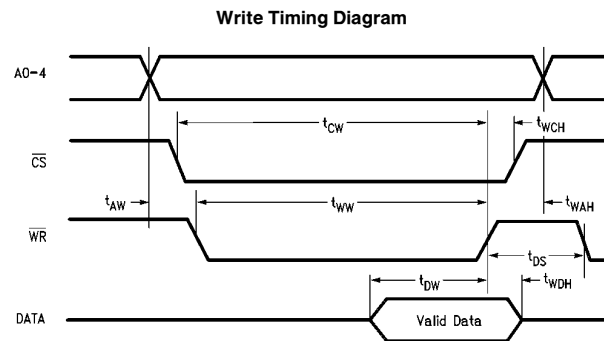 Write Timing Diagram
A0-4
tCW
tWCH
CS
tAW
tWW
tWAH
WR
tDS
tDW
tWDH
DATA
Valid Data